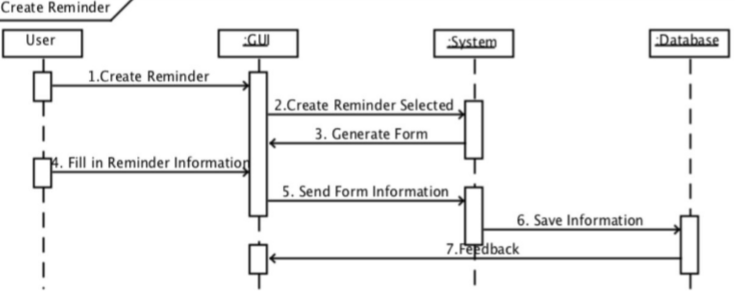 Create Reminder
User
:GUI
:System
:Database
1.Create Reminder
2.Create Reminder Selected
3. Generate Form
4. Fill in Reminder Information
5. Send Form Information
6. Save Information
7.Feedback